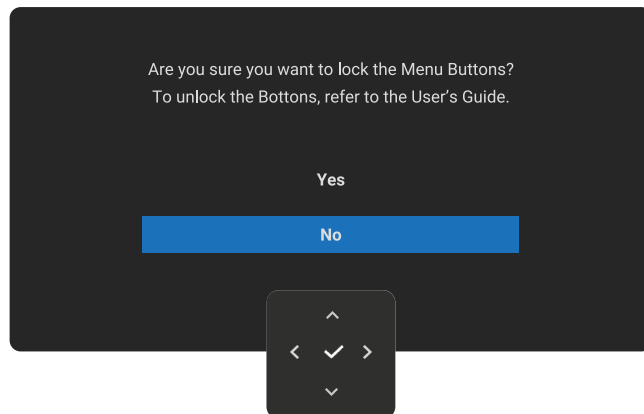 Are you sure you want to lock the Menu Buttons?
To unlock the Bottons, refer to the User's Guide.
Yes
No